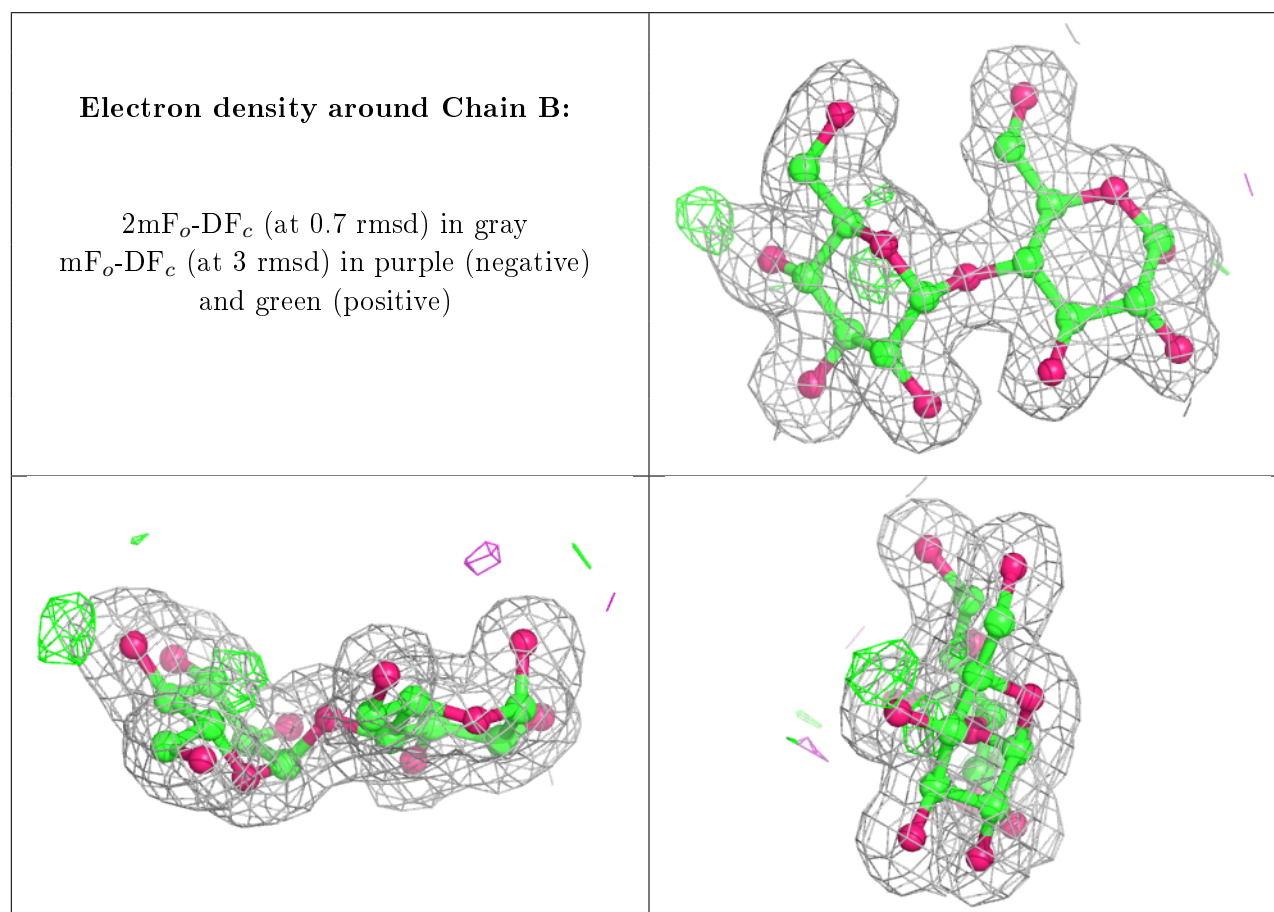 Electron density around Chain B:
2mFo-DFc (at 0.7 rmsd) in gray
mFo-DFc (at 3 rmsd) in purple (negative)
and green (positive)